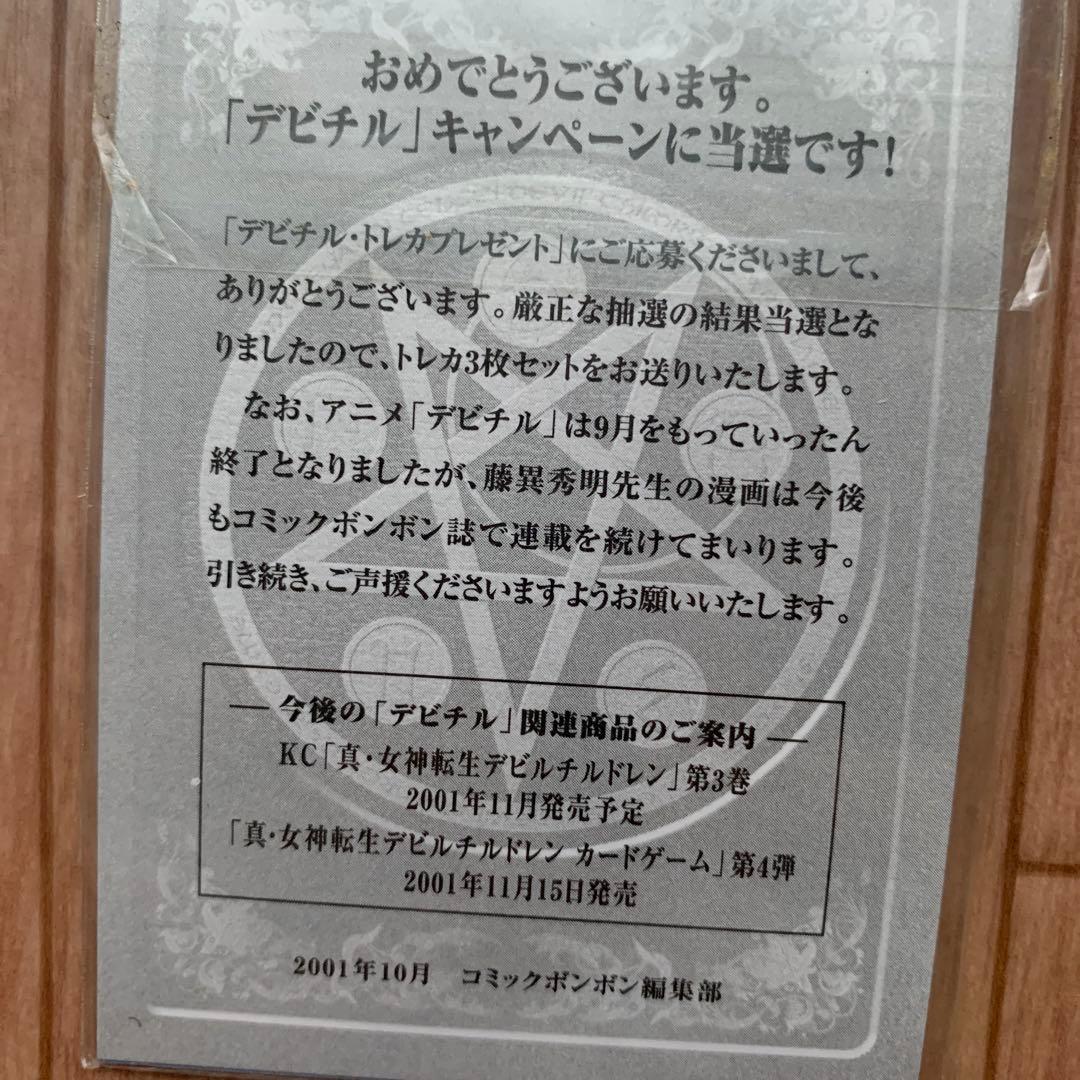 おめでとうございます。
「デビチル」キャンペーンに当選です!
「デビチル・トレカプレゼント」にご応募くださいまして、
ありがとうございます。厳正な抽選の結果当選とな
りましたので、トレカ3枚セットをお送りいたします。
なお、アニメ「デビチル」は9月をもっていったん
終了となりましたが、藤異秀明先生の漫画は今後
もコミックボンボン誌で連載を続けてまいります。
引き続き、ご声援くださいますようお願いいたします。
― 今後の「デビチル」関連商品のご案内 ―
KC「真・女神転生デビルチルドレン」第3巻
2001年11月発売予定
「真・女神転生デビルチルドレン カードゲーム」第4弾
2001年11月15日発売
2001年10月　コミックボンボン編集部